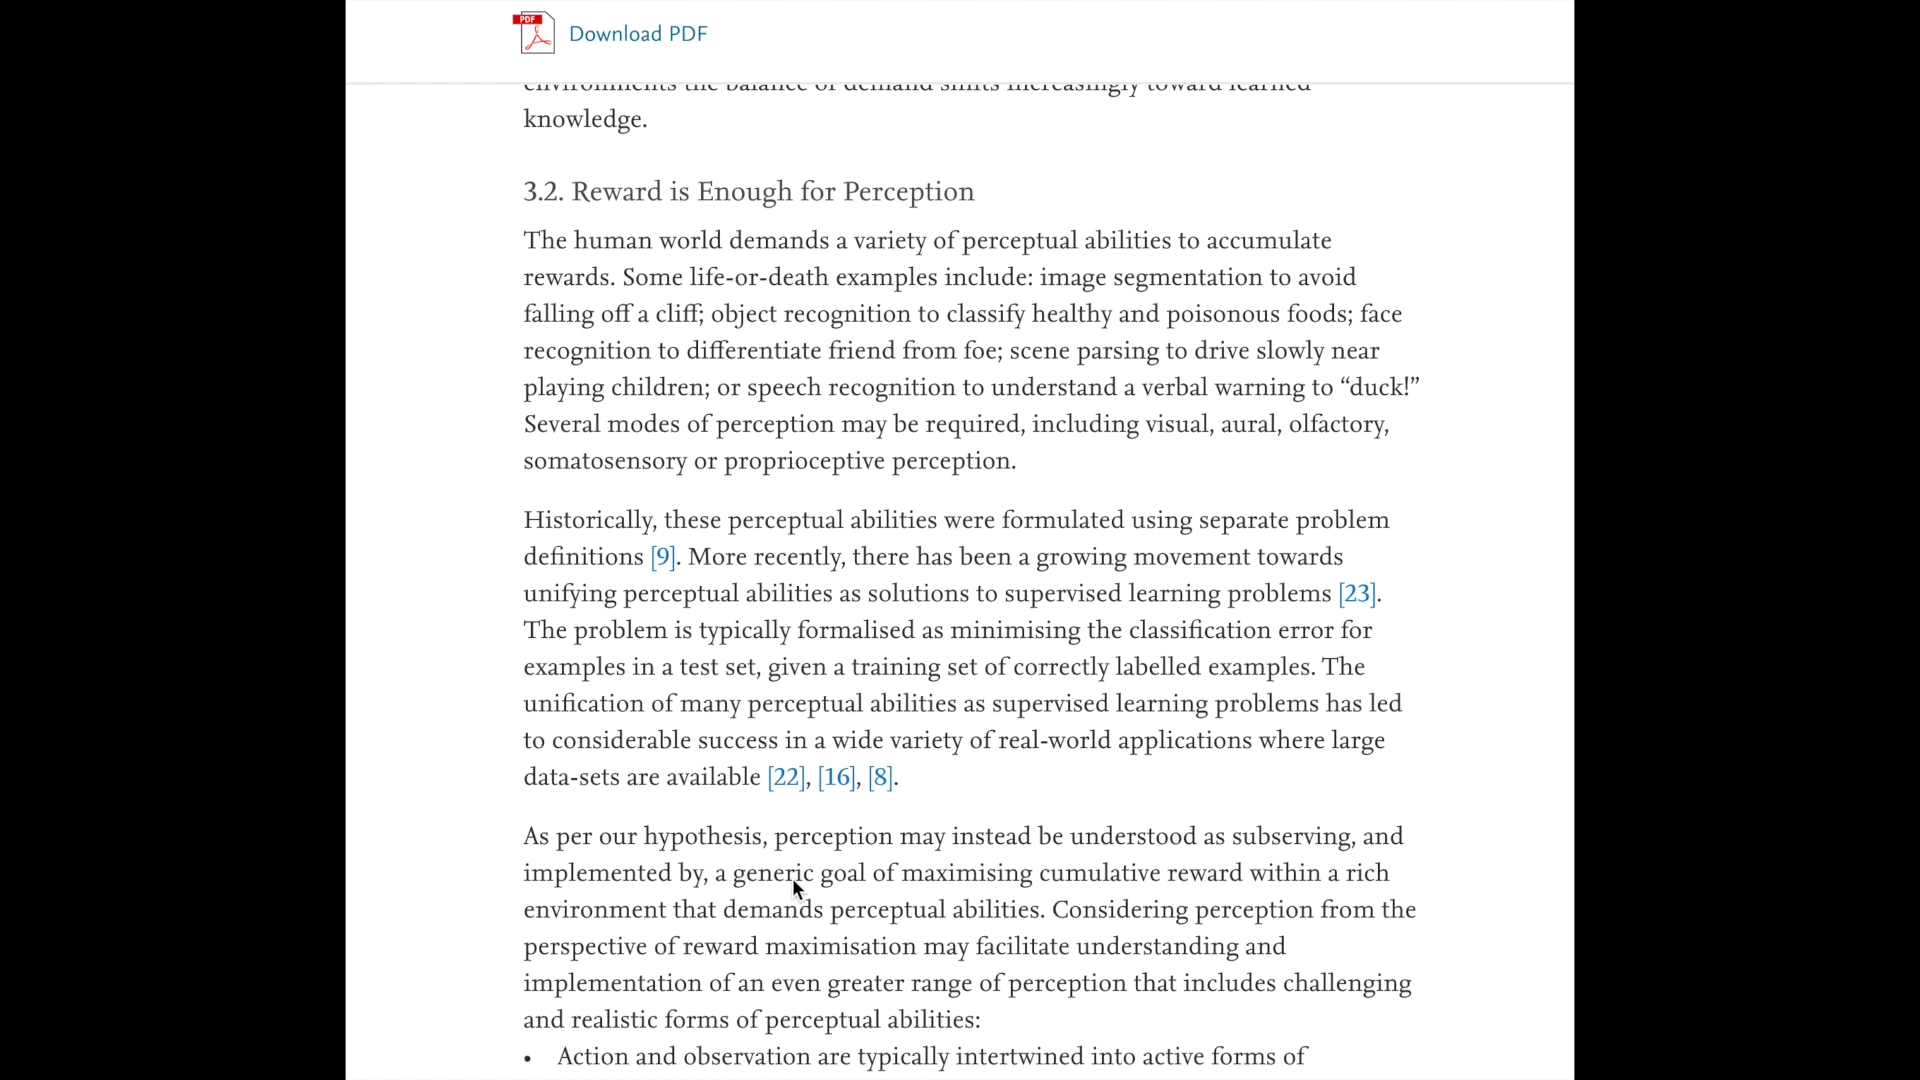 PDF
Download PDF
environments the balance of demand shifts increasingly toward learned
knowledge.
3.2. Reward is Enough for Perception
The human world demands a variety of perceptual abilities to accumulate
rewards. Some life-or-death examples include: image segmentation to avoid
falling off a cliff; object recognition to classify healthy and poisonous foods; face
recognition to differentiate friend from foe; scene parsing to drive slowly near
playing children; or speech recognition to understand a verbal warning to “duck!”
Several modes of perception may be required, including visual, aural, olfactory,
somatosensory or proprioceptive perception.
Historically, these perceptual abilities were formulated using separate problem
definitions [9]. More recently, there has been a growing movement towards
unifying perceptual abilities as solutions to supervised learning problems [23].
The problem is typically formalised as minimising the classification error for
examples in a test set, given a training set of correctly labelled examples. The
unification of many perceptual abilities as supervised learning problems has led
to considerable success in a wide variety of real-world applications where large
data-sets are available [22], [16], [8].
As per our hypothesis, perception may instead be understood as subserving, and
implemented by, a generic goal of maximising cumulative reward within a rich
environment that demands perceptual abilities. Considering perception from the
perspective of reward maximisation may facilitate understanding and
implementation of an even greater range of perception that includes challenging
and realistic forms of perceptual abilities:
• Action and observation are typically intertwined into active forms of